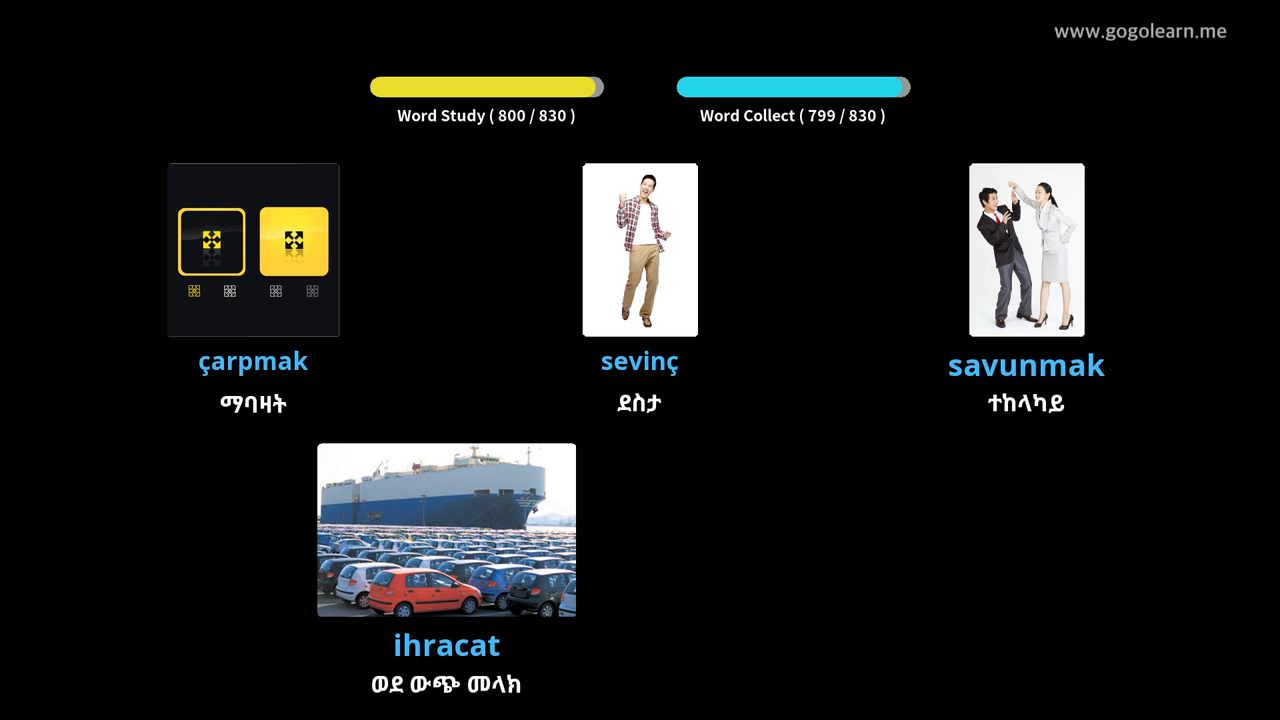 www.gogolearn.me
Word Study ( 800 / 830 )
Word Collect ( 799 / 830 )
çarpmak
sevinç
savunmak
ማባዛት
ደስታ
ተከላካይ
ihracat
ወደ ውጭ መላክ